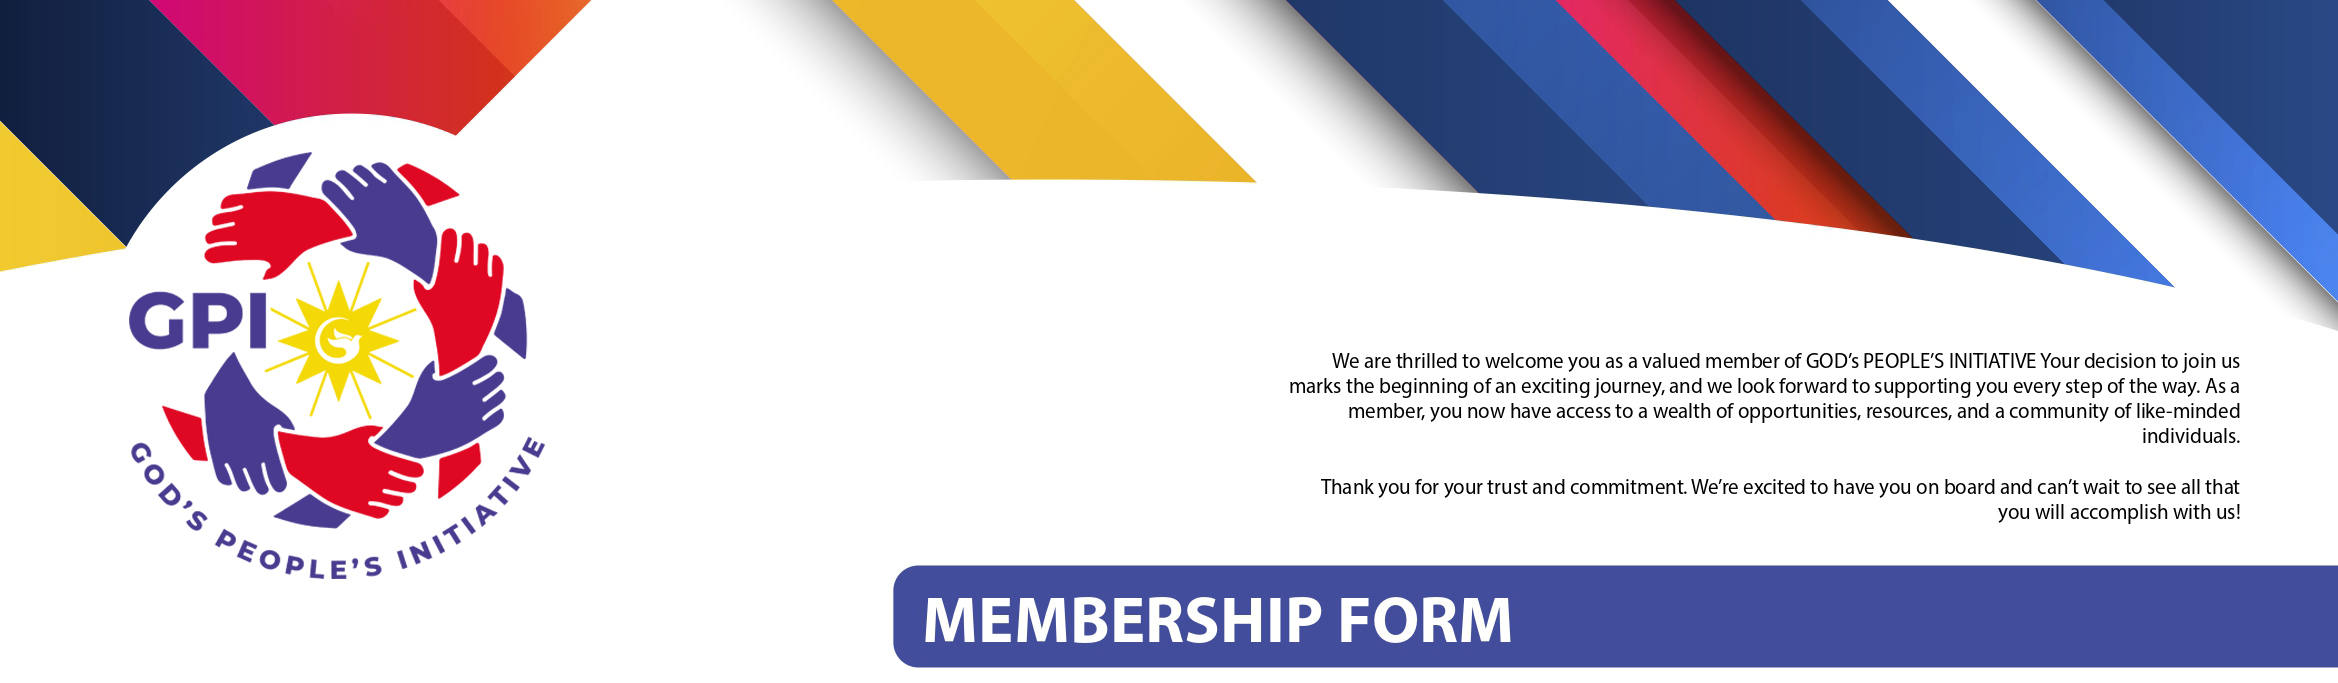 GPI
GOD'S PEOPLE'S INITIATIVE
We are thrilled to welcome you as a valued member of GOD's PEOPLE'S INITIATIVE Your decision to join us
marks the beginning of an exciting journey, and we look forward to supporting you every step of the way. As a
member, you now have access to a wealth of opportunities, resources, and a community of like-minded
individuals.
Thank you for your trust and commitment. We're excited to have you on board and can't wait to see all that
you will accomplish with us!
MEMBERSHIP FORM